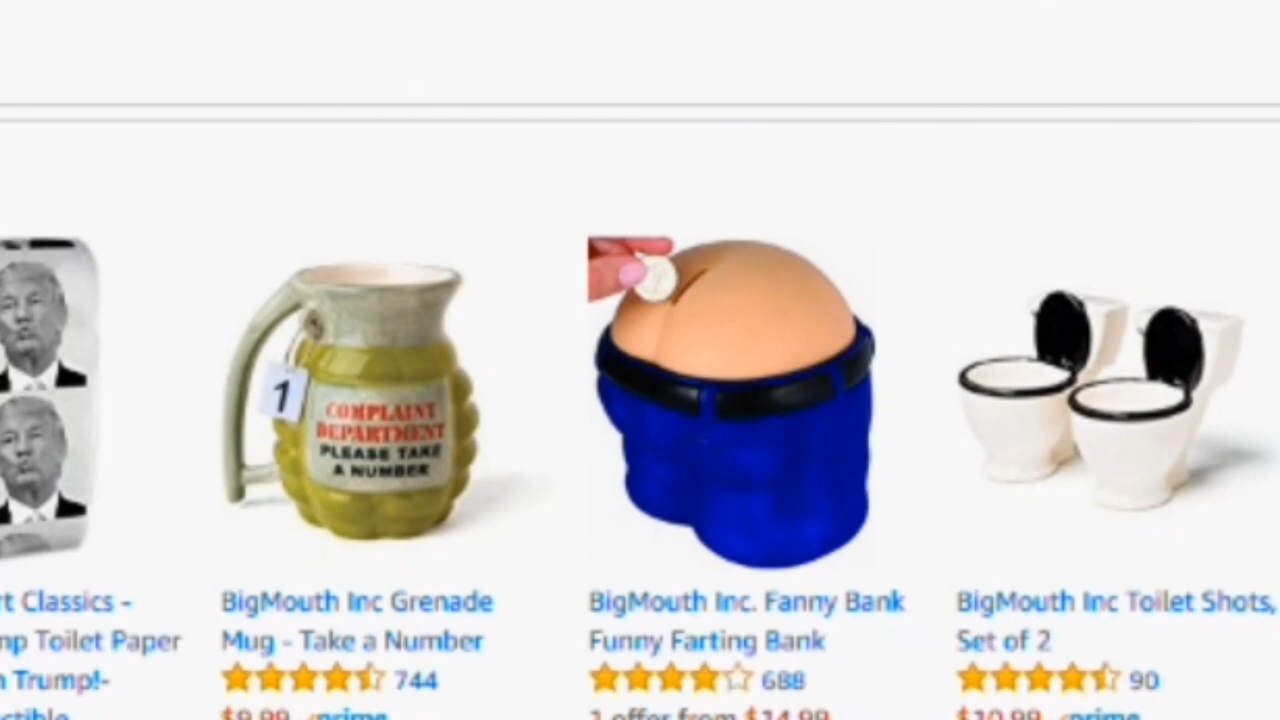 1
COMPLAINT
DEPARTMENT
PLEASE TAKE
A NUMBER
rt Classics -
mp Toilet Paper
n Trump!-
ectible
BigMouth Inc Grenade
Mug - Take a Number
744
$9.99 prime
BigMouth Inc. Fanny Bank
Funny Farting Bank
688
1 offer from $14.99
BigMouth Inc Toilet Shots,
Set of 2
90
$10.99 prime